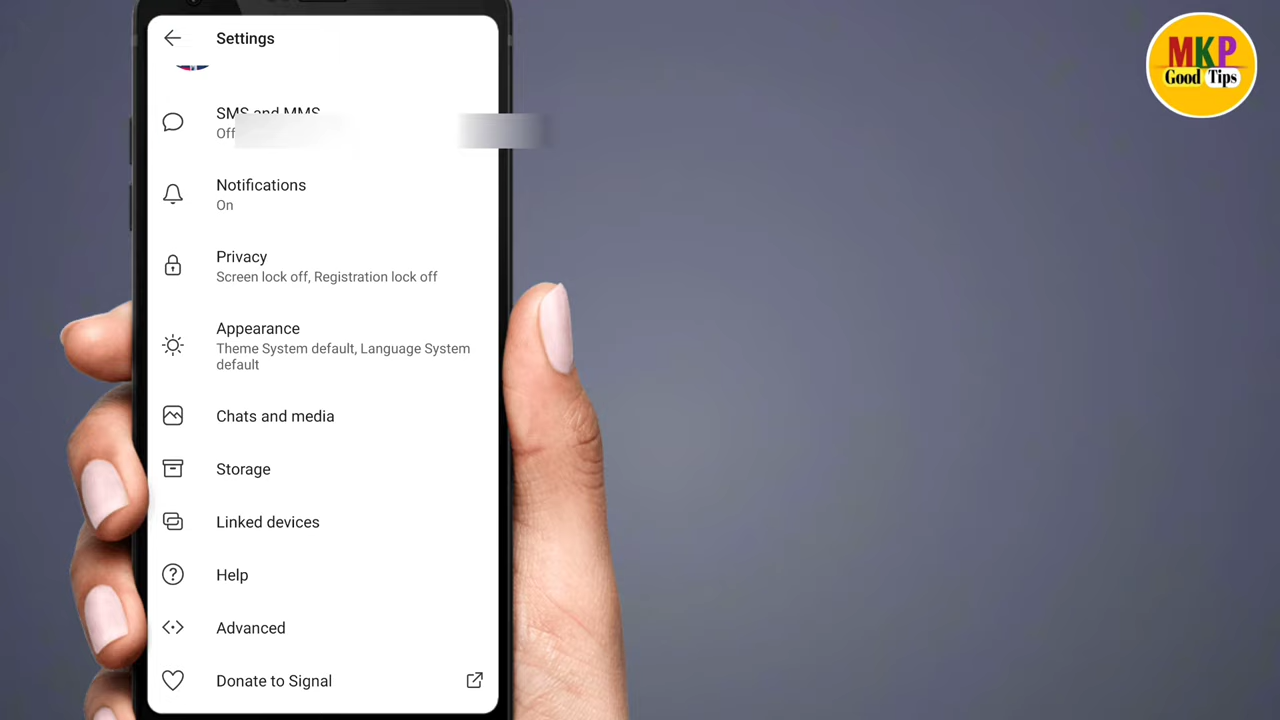 Settings
SMS and MMS
Off
Notifications
On
Privacy
Screen lock off, Registration lock off
Appearance
Theme System default, Language System
default
Chats and media
Storage
Linked devices
Help
Advanced
Donate to Signal
MKP
Good Tips